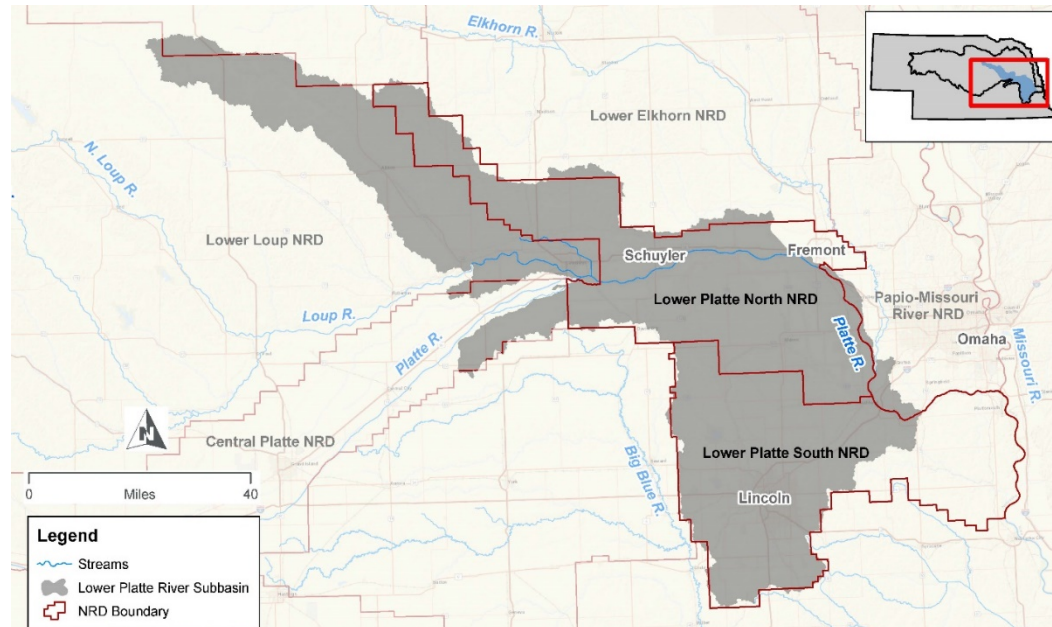 Elkhorn R.
Lower Elkhorn NRD
N. Loup R.
Lower Loup NRD
Schuyler
Fremont
Lower Platte North NRD
Papio-Missouri
River NRD
Omaha
Loup R.
Platte R.
Platte R.
Missouri R.
Central Platte NRD
Big Blue R.
Lower Platte South NRD
Lincoln
N
0
40
Miles
Legend
Streams
Lower Platte River Subbasin
NRD Boundary